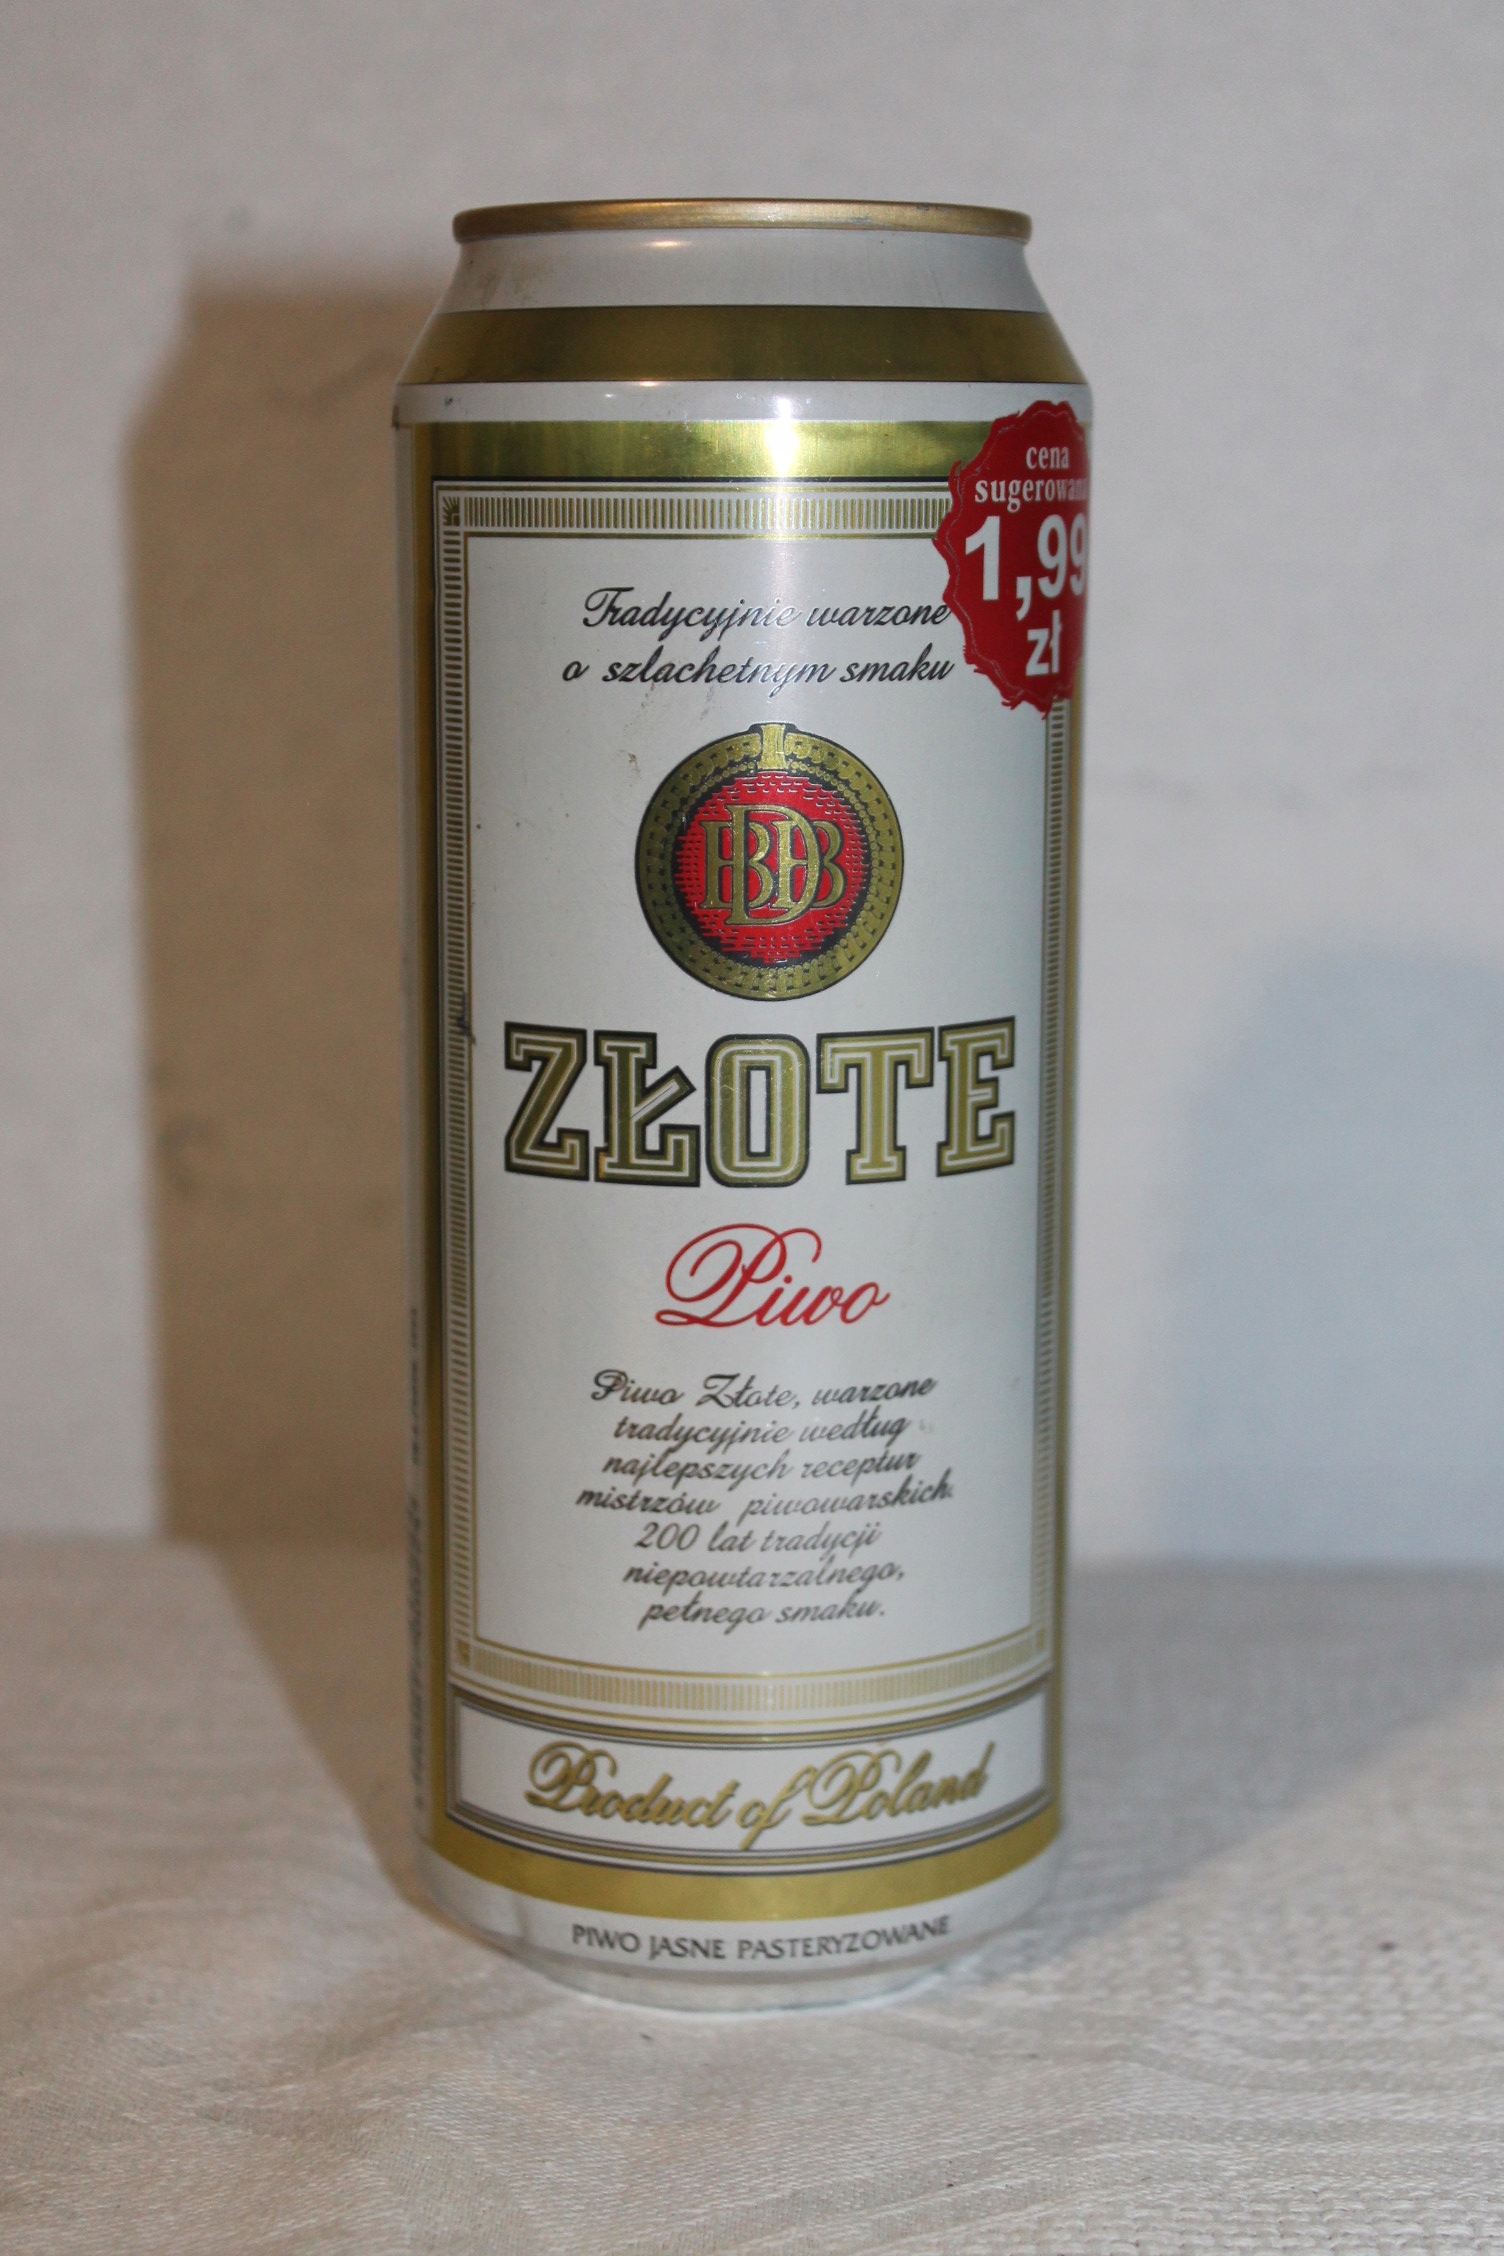 cena
1,99
zł
Tradycyjnie warzone
o szlachetnym smaku
BDB
ZŁOTE
Piwo
Piwo Złote, warzone
tradycyjnie według
najlepszych receptur
mistrzów piwowarskich.
200 lat tradycji
niepowtarzalnego,
pełnego smaku.
Product of Poland
PIWO JASNE PASTERYZOWANE